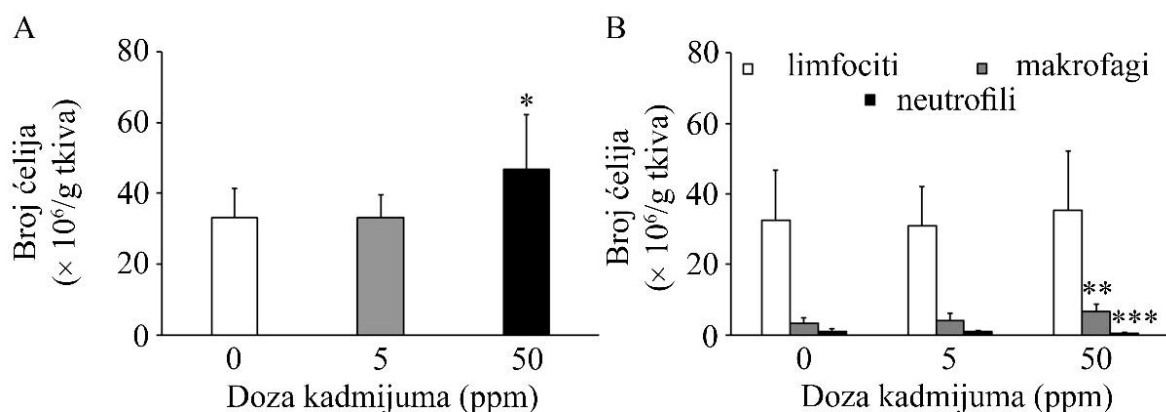 A
80
60
40
20
0
Broj ćelija
(× 10⁶/g tkiva)
*
0 5 50
Doza kadmijuma (ppm)
B
80
60
40
20
0
Broj ćelija
(× 10⁶/g tkiva)
limfociti makrofagi
neutrofili
**
***
0 5 50
Doza kadmijuma (ppm)